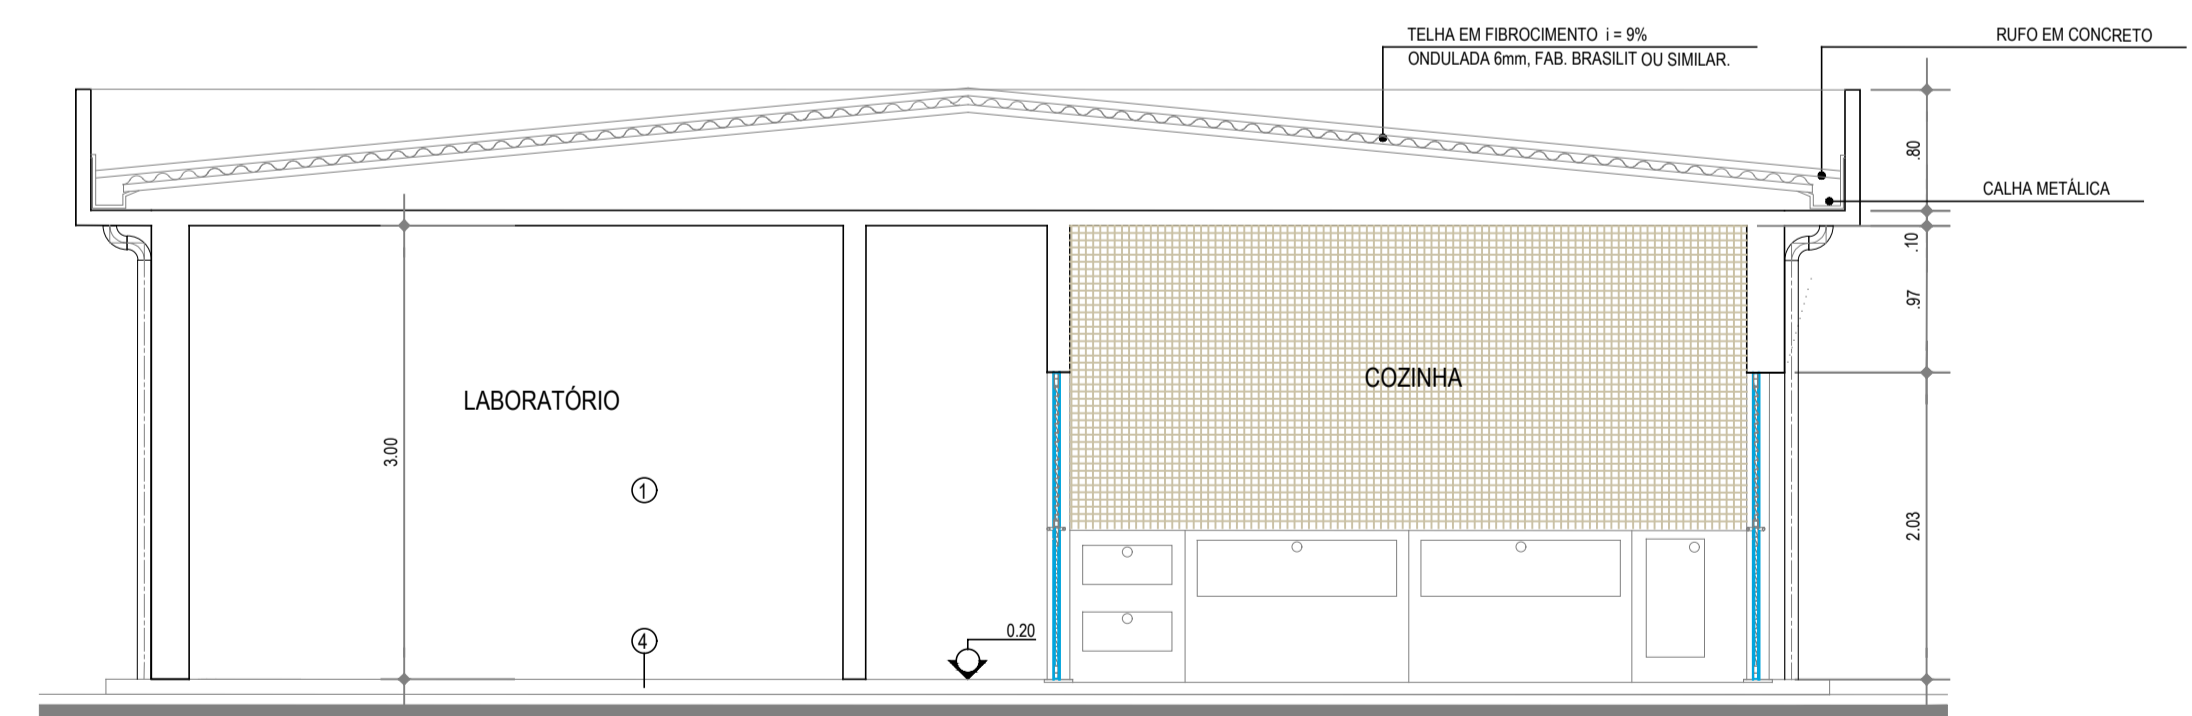 TELHA EM FIBROCIMENTO i = 9%
ONDULADA 6mm, FAB. BRASILIT OU SIMILAR.
RUFO EM CONCRETO
.80
CALHA METÁLICA
.10
.97
COZINHA
LABORATÓRIO
3.00
1
2.03
0.20
4